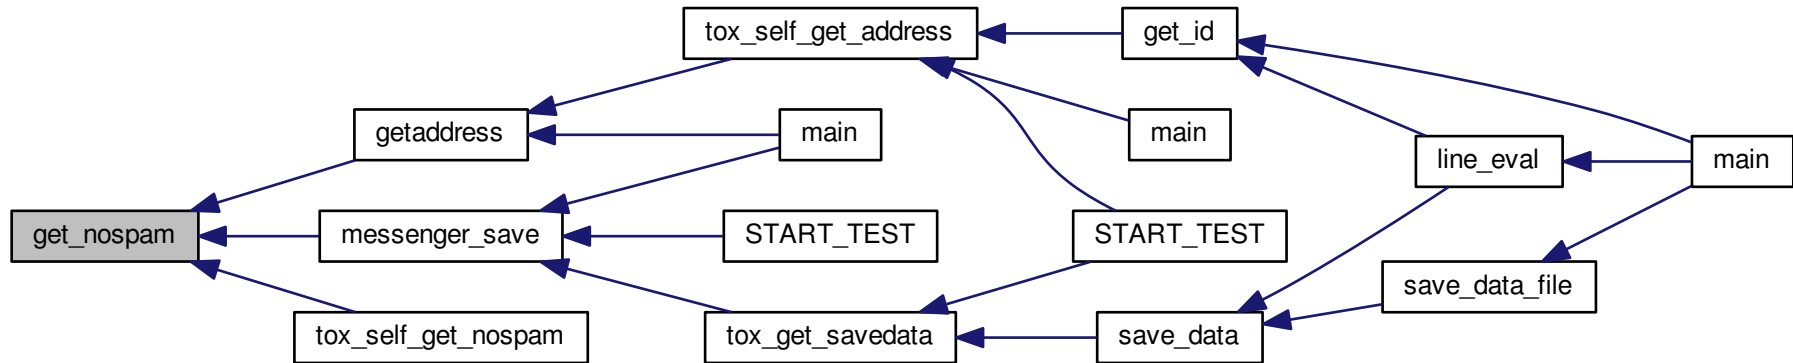 tox_self_get_address
get_id
getaddress
main
main
line_eval
main
get_nospam
messenger_save
START_TEST
START_TEST
save_data_file
tox_self_get_nospam
tox_get_savedata
save_data